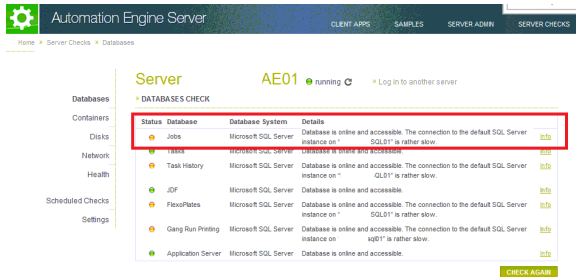 Automation Engine Server
CLIENT APPS SAMPLES SERVER ADMIN SERVER CHECKS
Home » Server Checks » Databases
Server AE01 running » Log in to another server
Databases
Containers
Disks
Network
Health
Scheduled Checks
Settings
» DATABASES CHECK
Status Database Database System Details
Jobs Microsoft SQL Server Database is online and accessible. The connection to the default SQL Server Info
instance on " SQL01" is rather slow.
Tasks Microsoft SQL Server Database is online and accessible. Info
Task History Microsoft SQL Server Database is online and accessible. The connection to the default SQL Server Info
instance on " QL01" is rather slow.
JDF Microsoft SQL Server Database is online and accessible. Info
FlexoPlates Microsoft SQL Server Database is online and accessible. The connection to the default SQL Server Info
instance on " SQL01" is rather slow.
Gang Run Printing Microsoft SQL Server Database is online and accessible. The connection to the default SQL Server Info
instance on sql01" is rather slow.
Application Server Microsoft SQL Server Database is online and accessible. Info
CHECK AGAIN